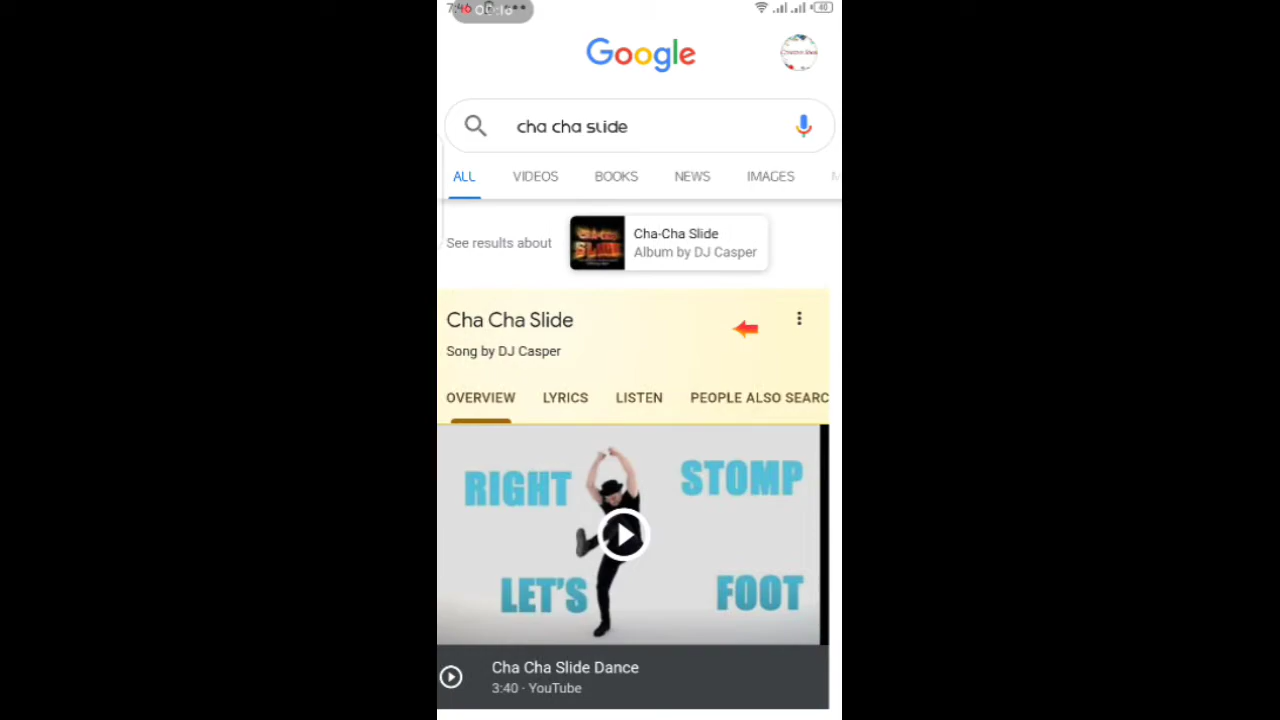 Google
cha cha slide
ALL VIDEOS BOOKS NEWS IMAGES
See results about
Cha-Cha Slide
Album by DJ Casper
Cha Cha Slide
Song by DJ Casper
OVERVIEW LYRICS LISTEN PEOPLE ALSO SEARC
RIGHT STOMP
LET'S FOOT
Cha Cha Slide Dance
3:40 · YouTube